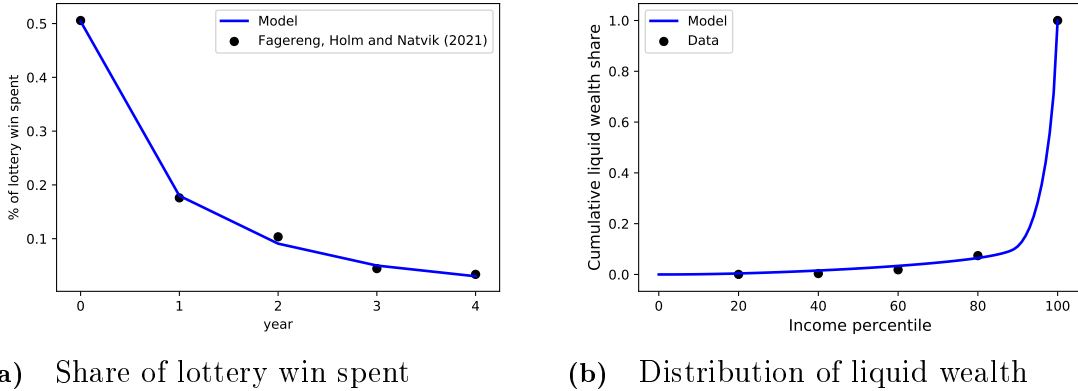 0.5
0.4
0.3
0.2
0.1
% of lottery win spent
Model
Fagereng, Holm and Natvik (2021)
0 1 2 3 4
year
a) Share of lottery win spent
1.0
0.8
0.6
0.4
0.2
0.0
Cumulative liquid wealth share
Model
Data
0 20 40 60 80 100
Income percentile
(b) Distribution of liquid wealth